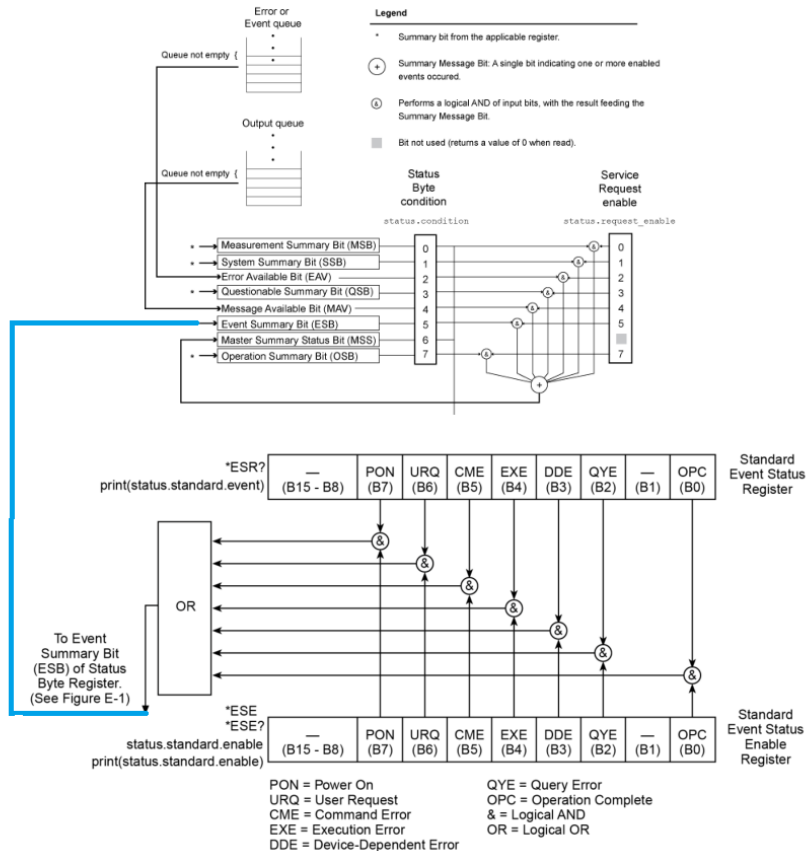 Error or
Event queue
Queue not empty {
Output queue
Queue not empty {
Legend
* Summary bit from the applicable register.
+ Summary Message Bit: A single bit indicating one or more enabled
events occured.
& Performs a logical AND of input bits, with the result feeding the
Summary Message Bit.
Bit not used (returns a value of 0 when read).
Status
Byte
condition
status.condition
Service
Request
enable
status.request_enable
* Measurement Summary Bit (MSB) 0 & 0
* System Summary Bit (SSB) 1 & 1
Error Available Bit (EAV) 2 & 2
* Questionable Summary Bit (QSB) 3 & 3
Message Available Bit (MAV) 4 & 4
Event Summary Bit (ESB) 5 & 5
Master Summary Status Bit (MSS) 6
* Operation Summary Bit (OSB) 7 & 7
+
*ESR?
print(status.standard.event)
— PON URQ CME EXE DDE QYE — OPC
(B15 - B8) (B7) (B6) (B5) (B4) (B3) (B2) (B1) (B0)
Standard
Event Status
Register
&
&
&
&
&
&
&
OR
To Event
Summary Bit
(ESB) of Status
Byte Register.
(See Figure E-1)
*ESE
*ESE?
status.standard.enable
print(status.standard.enable)
— PON URQ CME EXE DDE QYE — OPC
(B15 - B8) (B7) (B6) (B5) (B4) (B3) (B2) (B1) (B0)
Standard
Event Status
Enable
Register
PON = Power On
URQ = User Request
CME = Command Error
EXE = Execution Error
DDE = Device-Dependent Error
QYE = Query Error
OPC = Operation Complete
& = Logical AND
OR = Logical OR